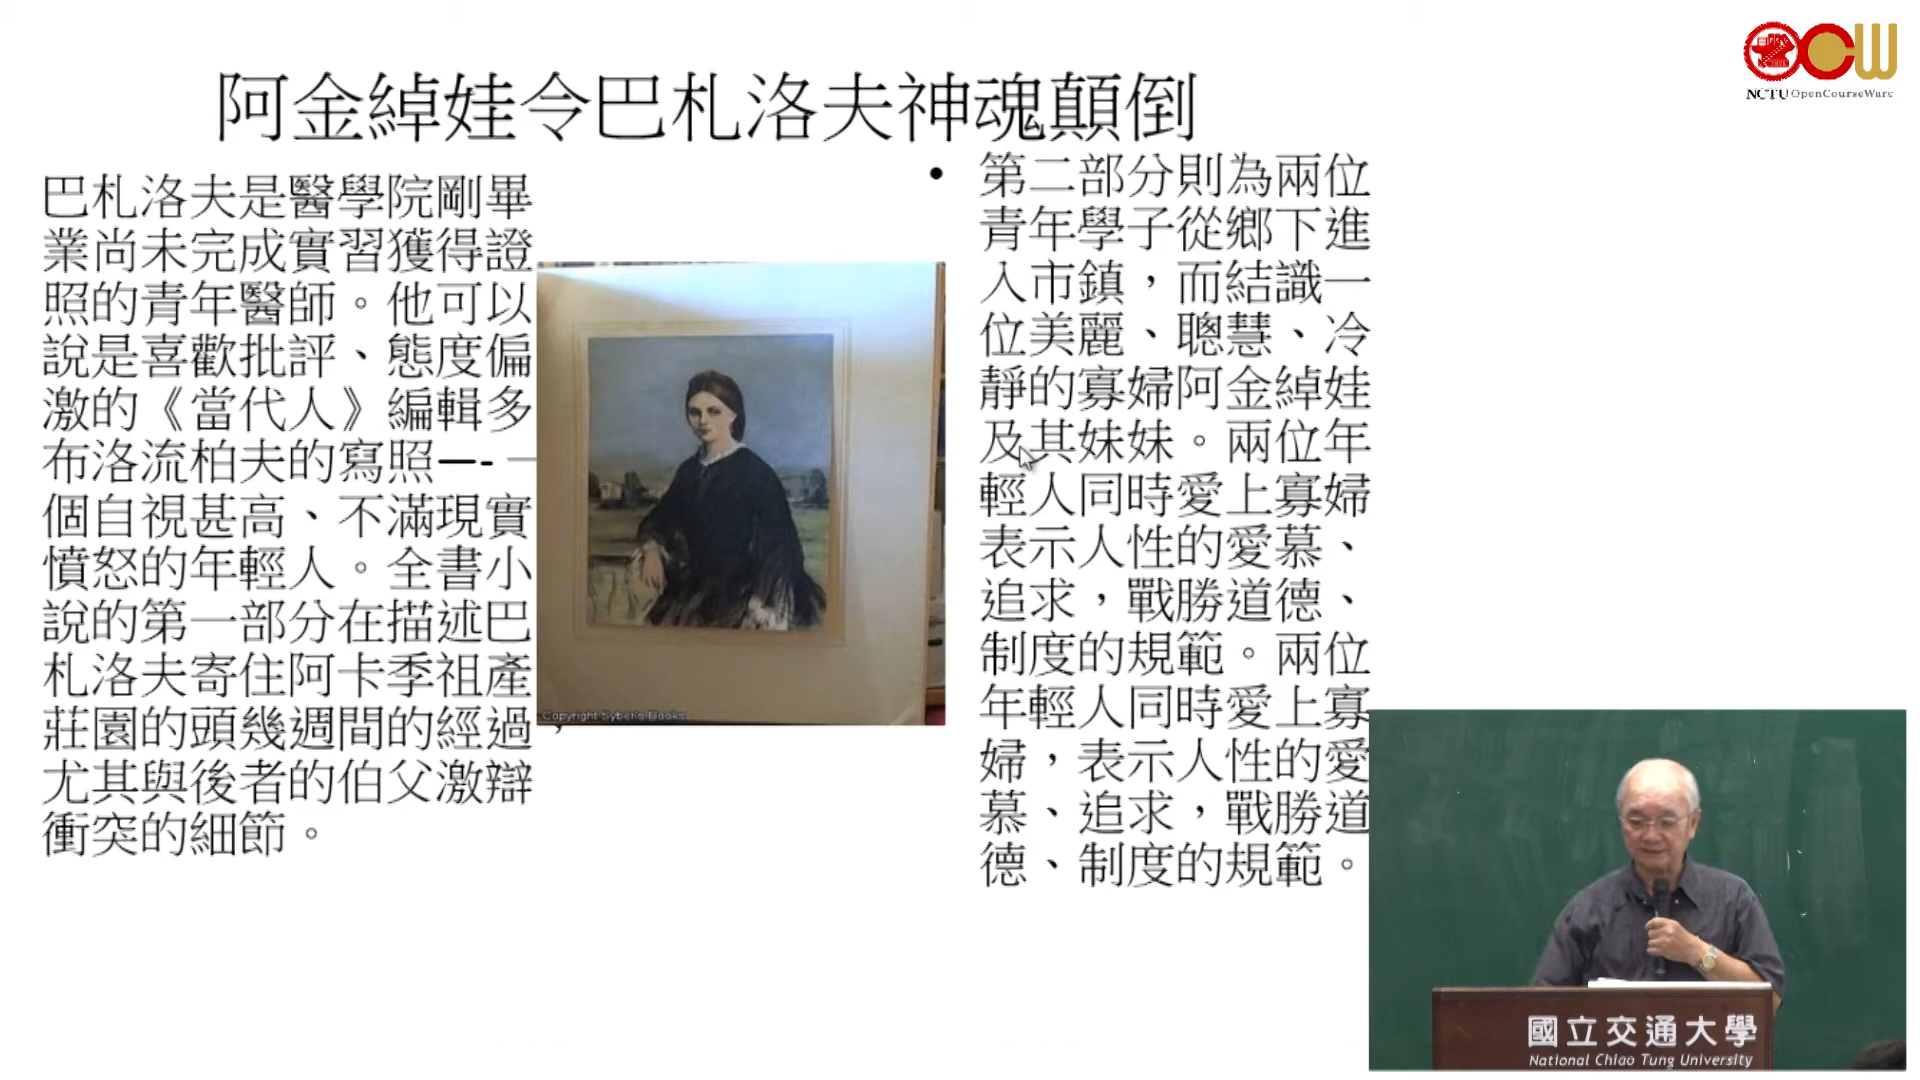 NCTU OpenCourseWare
阿金綽娃令巴札洛夫神魂顛倒
巴札洛夫是醫學院剛畢
業尚未完成實習獲得證
照的青年醫師。他可以
說是喜歡批評、態度偏
激的《當代人》編輯多
布洛流柏夫的寫照—- 一
個自視甚高、不滿現實
憤怒的年輕人。全書小
說的第一部分在描述巴
札洛夫寄住阿卡季祖產
莊園的頭幾週間的經過，
尤其與後者的伯父激辯
衝突的細節。
Copyright Syber's Books
• 第二部分則為兩位
青年學子從鄉下進
入市鎮，而結識一
位美麗、聰慧、冷
靜的寡婦阿金綽娃
及其妹妹。兩位年
輕人同時愛上寡婦
表示人性的愛慕、
追求，戰勝道德、
制度的規範。兩位
年輕人同時愛上寡
婦，表示人性的愛
慕、追求，戰勝道
德、制度的規範。
國立交通大學
National Chiao Tung University